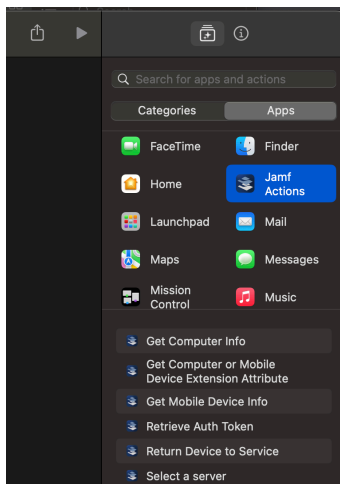 Search for apps and actions
Categories Apps
FaceTime Finder
Home Jamf
Actions
Launchpad Mail
Maps Messages
Mission
Control Music
Get Computer Info
Get Computer or Mobile
Device Extension Attribute
Get Mobile Device Info
Retrieve Auth Token
Return Device to Service
Select a server